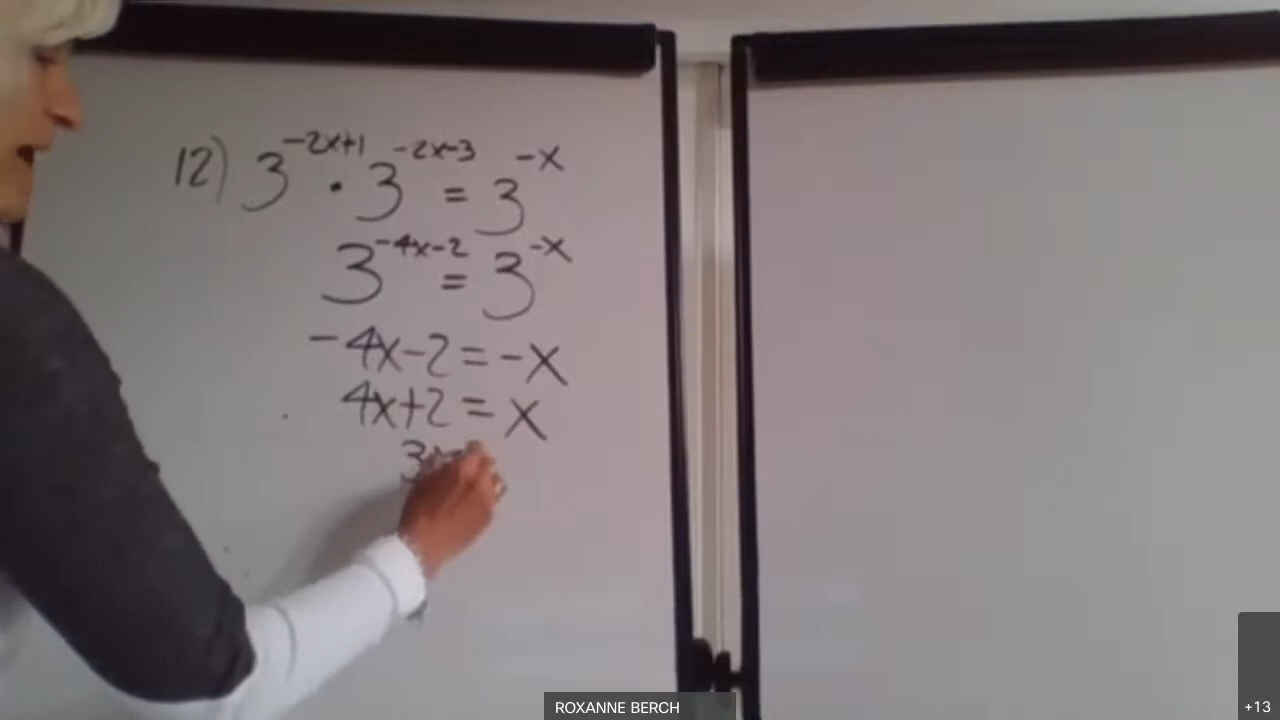 12) 3^{-2x+1} · 3^{-2x-3} = 3^{-x}
3^{-4x-2} = 3^{-x}
-4x-2 = -x
4x+2 = x
3x
ROXANNE BERCH
+13